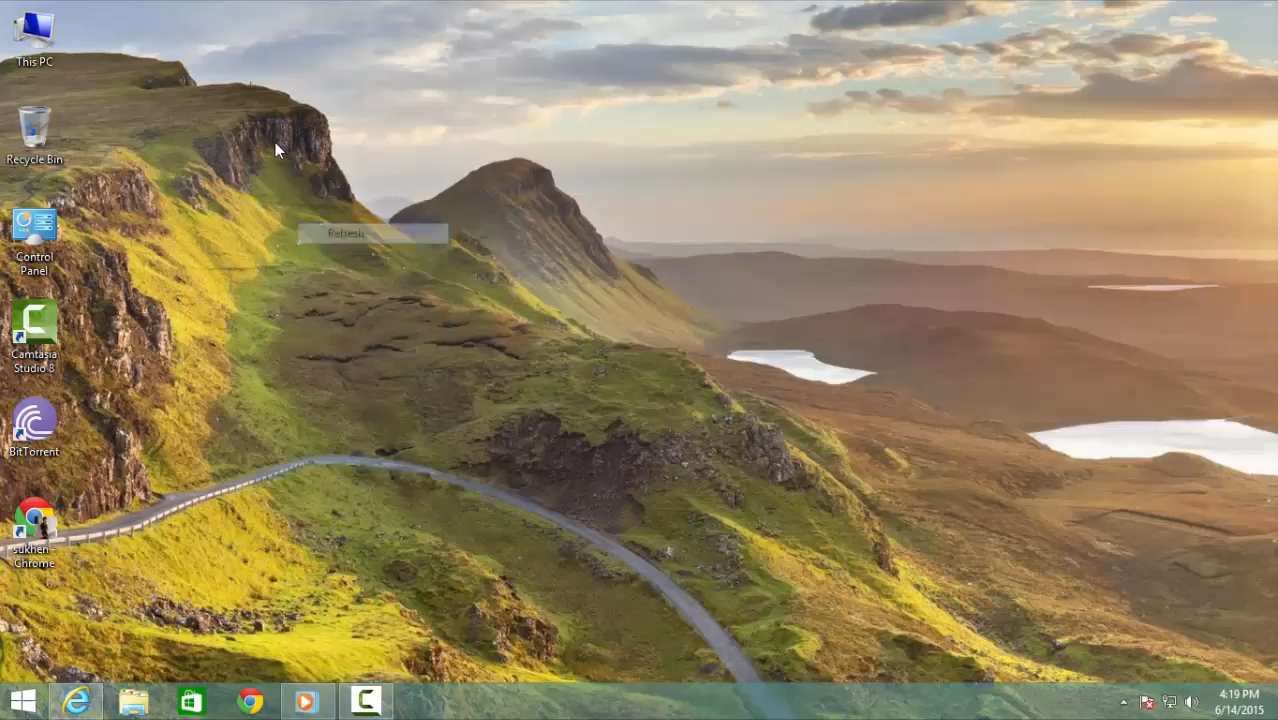 This PC
Recycle Bin
Refresh
Control
Panel
Camtasia
Studio 8
BitTorrent
sukhen -
Chrome
4:19 PM
6/14/2015